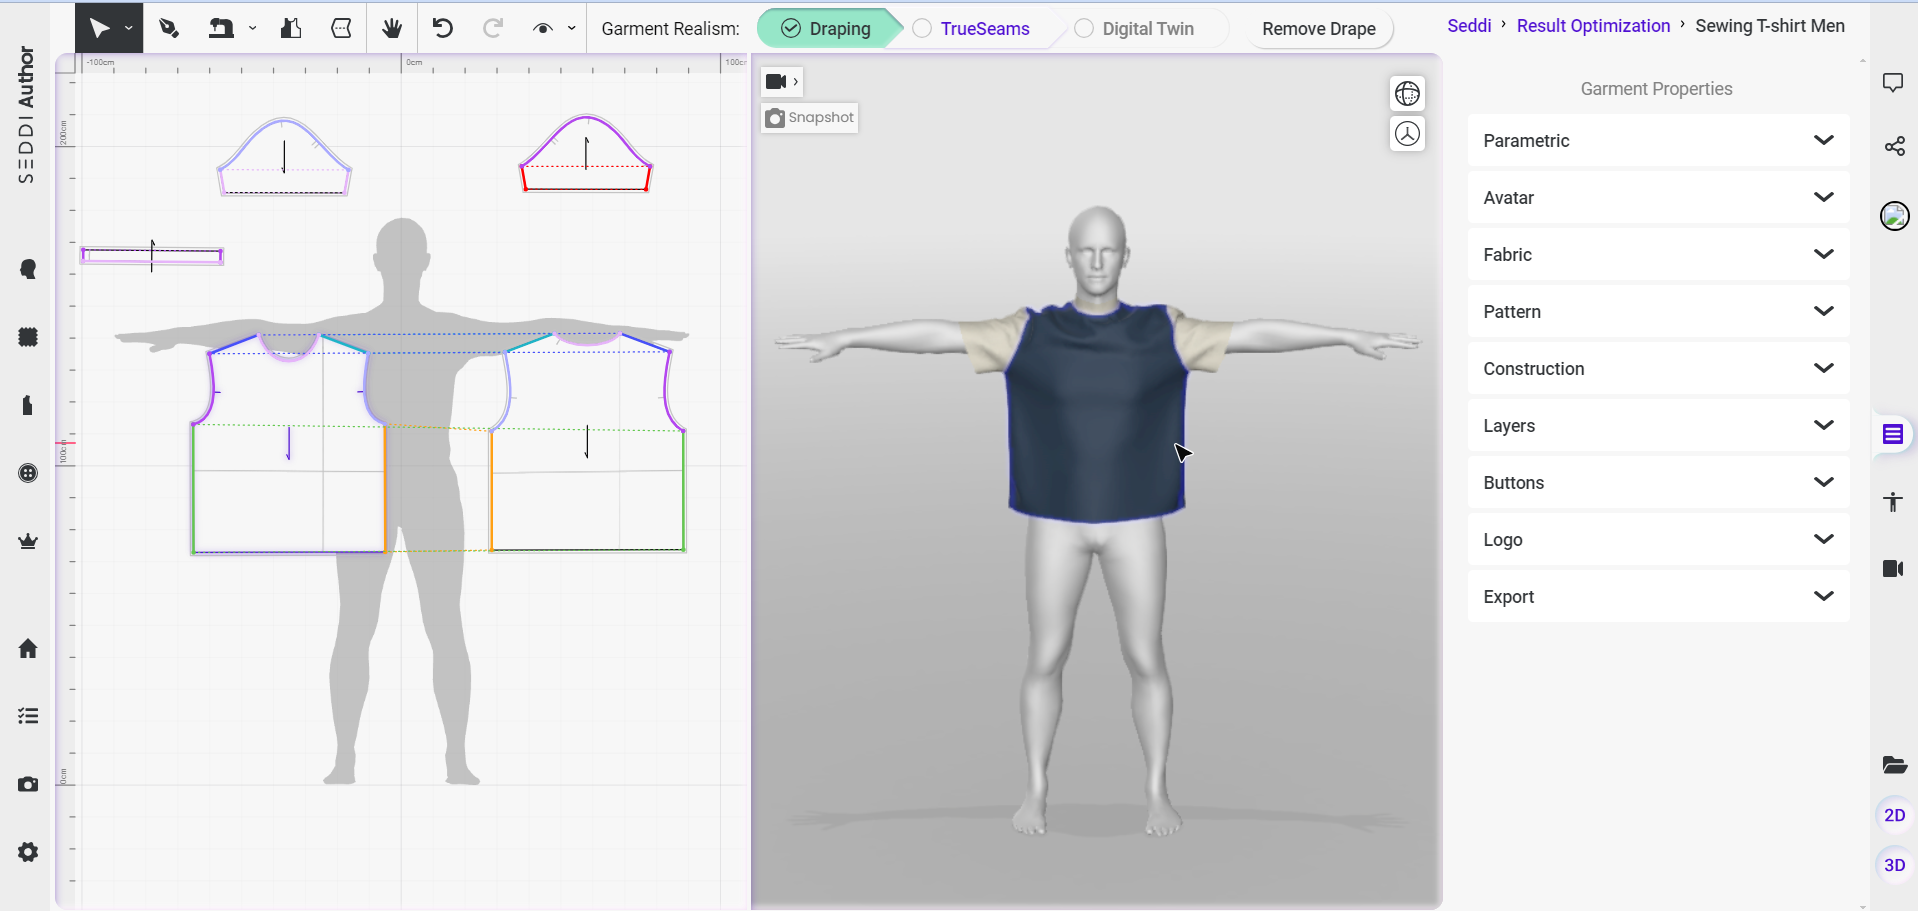 SEDDI Author
Garment Realism:
Draping
TrueSeams
Digital Twin
Remove Drape
Seddi › Result Optimization › Sewing T-shirt Men
-100cm
0cm
100cm
200cm
100cm
0cm
Snapshot
Garment Properties
Parametric
Avatar
Fabric
Pattern
Construction
Layers
Buttons
Logo
Export
2D
3D